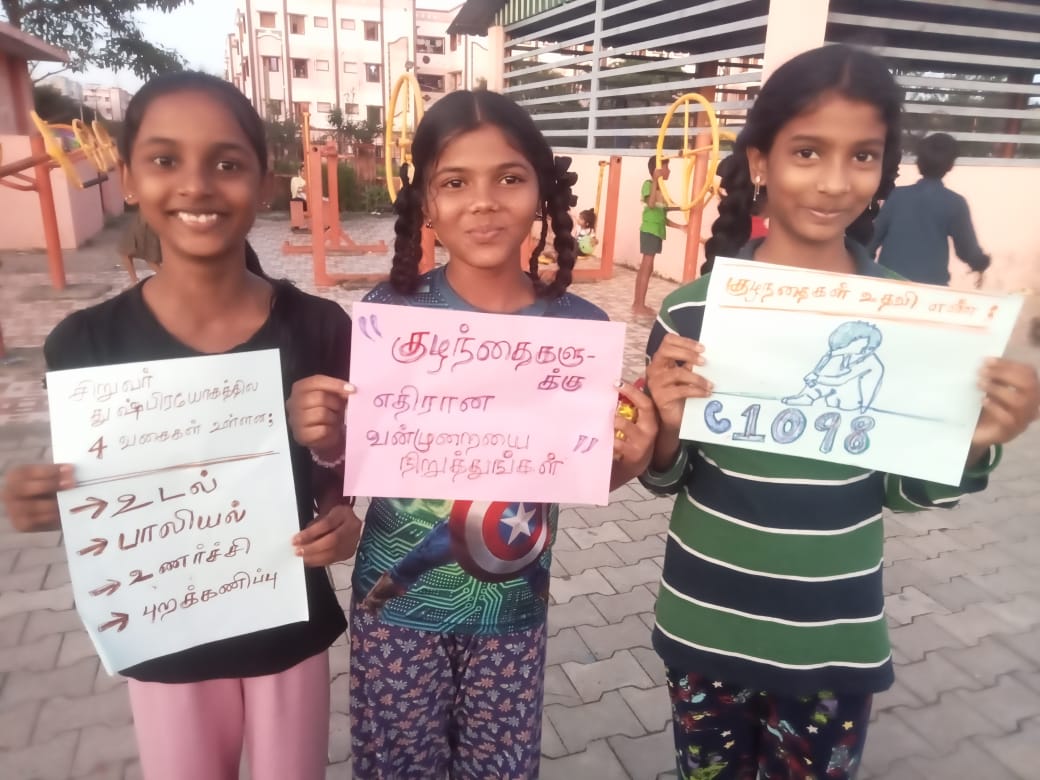 சிறுவர்
துஷ்பிரயோகத்தில
4 வகைகள் உள்ளன;
→ உடல்
→ பாலியல்
→ உணர்ச்சி
→ புறக்கணிப்பு
"குழந்தைகளு-
க்கு
எதிரான
வன்முறையை
நிறுத்துங்கள்"
குழந்தைகள் உதவி எண் :
1098